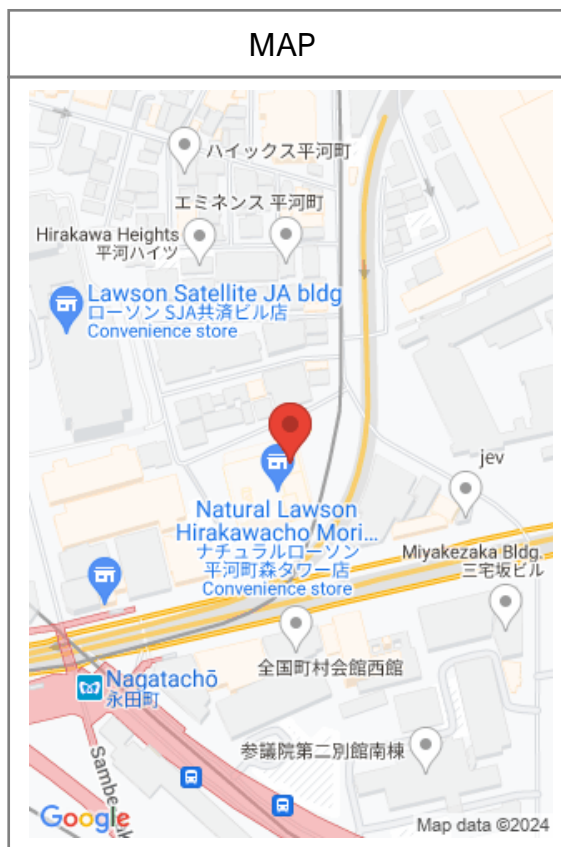 MAP
ハイックス平河町
エミネンス 平河町
Hirakawa Heights
平河ハイツ
Lawson Satellite JA bldg
ローソン SJA共済ビル店
Convenience store
jev
Natural Lawson
Hirakawacho Mori...
ナチュラルローソン
平河町森タワー店
Convenience store
Miyakezaka Bldg.
三宅坂ビル
全国町村会館西館
Nagatachō
永田町
参議院第二別館南棟
Google
Map data ©2024